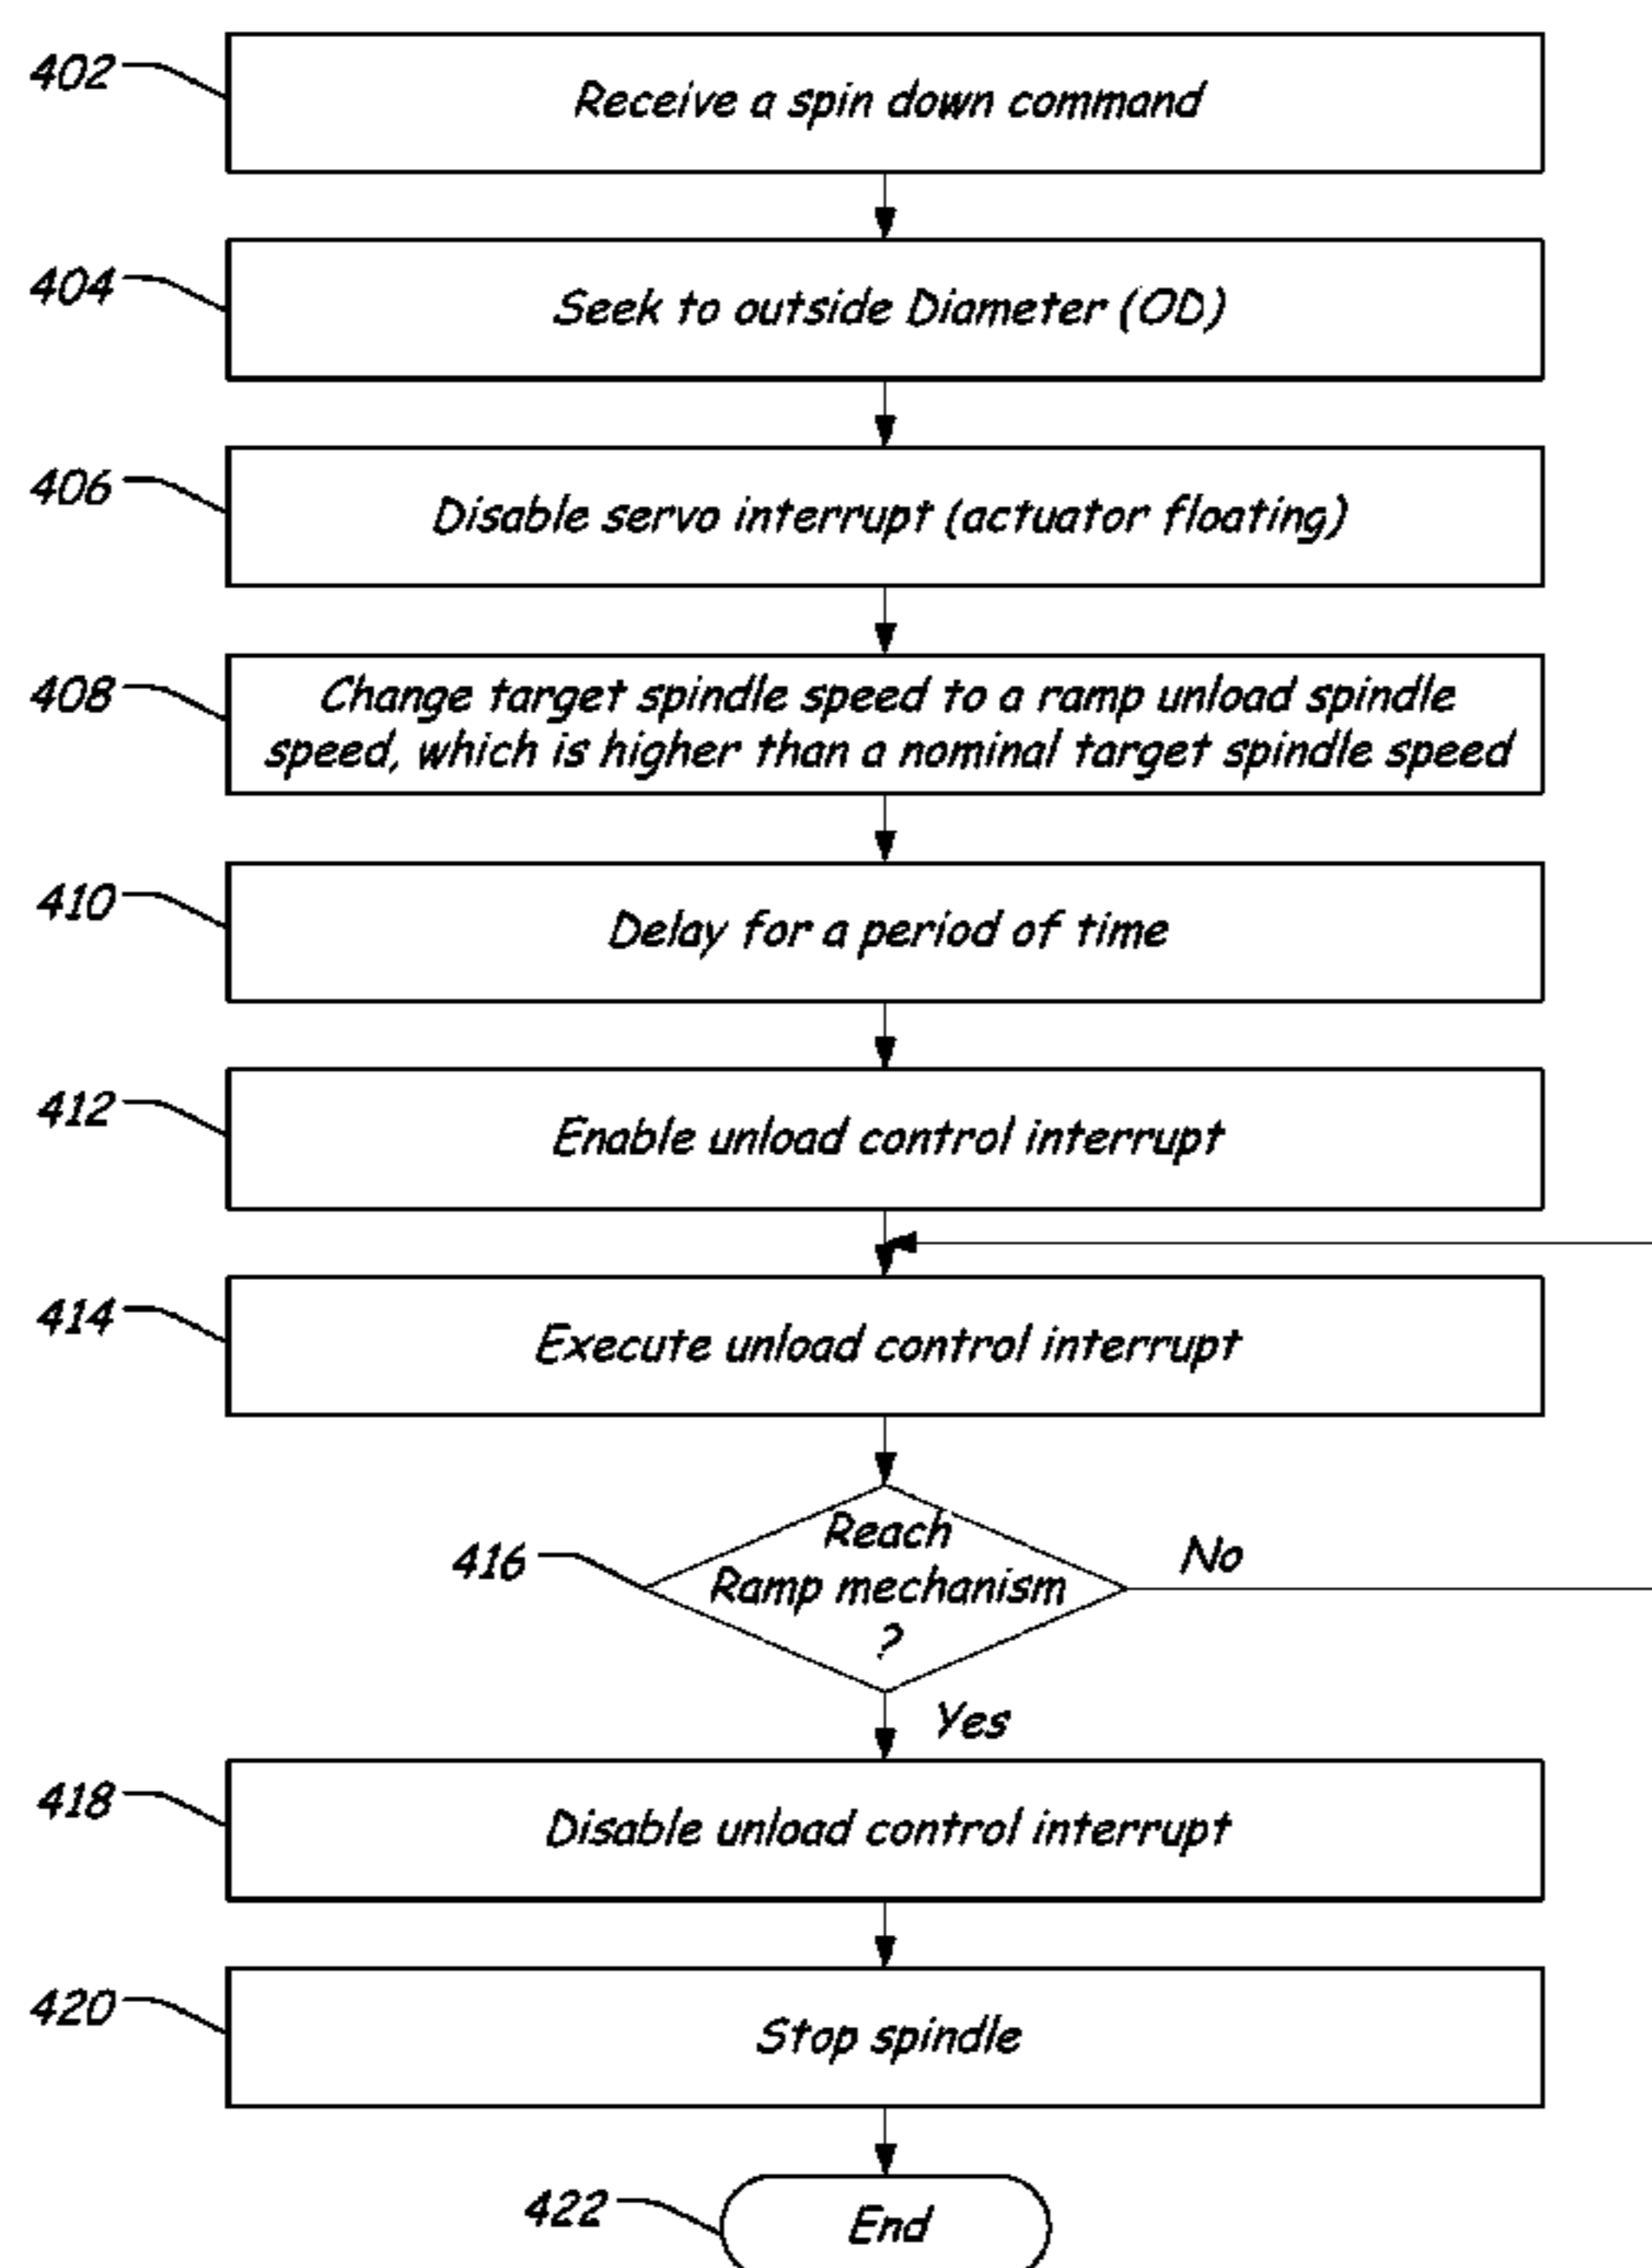 402
Receive a spin down command
404
Seek to outside Diameter (OD)
406
Disable servo interrupt (actuator floating)
408
Change target spindle speed to a ramp unload spindle
speed, which is higher than a nominal target spindle speed
410
Delay for a period of time
412
Enable unload control interrupt
414
Execute unload control interrupt
416
Reach
Ramp mechanism
?
No
Yes
418
Disable unload control interrupt
420
Stop spindle
422
End